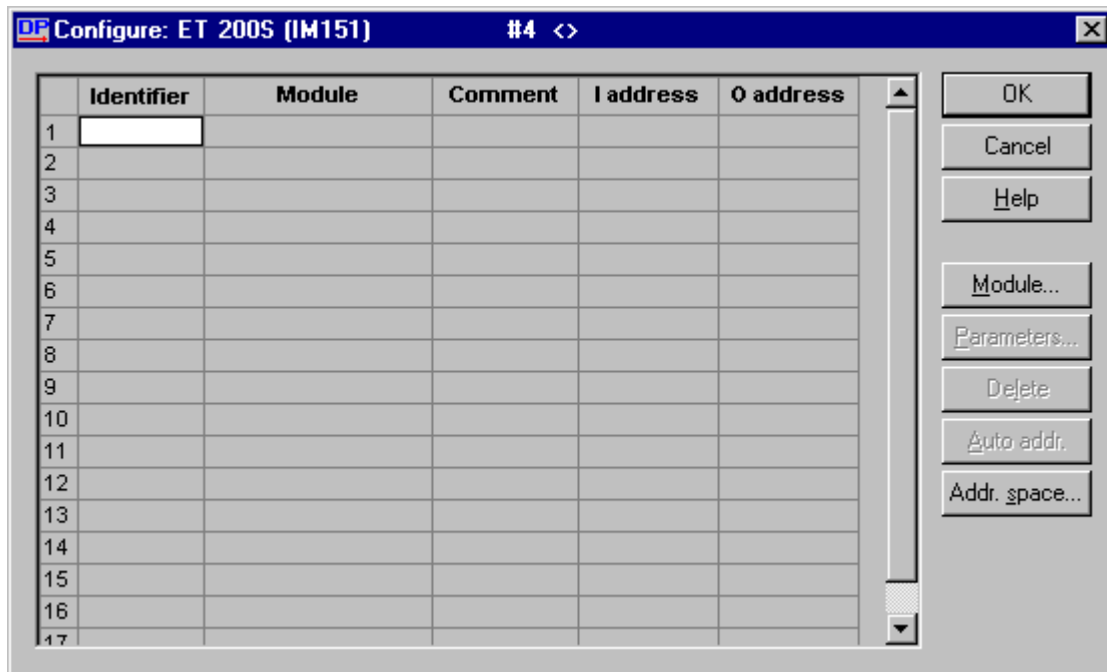 DP Configure: ET 200S (IM151) #4 <>
Identifier Module Comment I address O address
OK
1
Cancel
2
3
Help
4
5
6
Module...
7
Parameters...
8
9
Delete
10
11
Auto addr.
12
Addr. space...
13
14
15
16
17